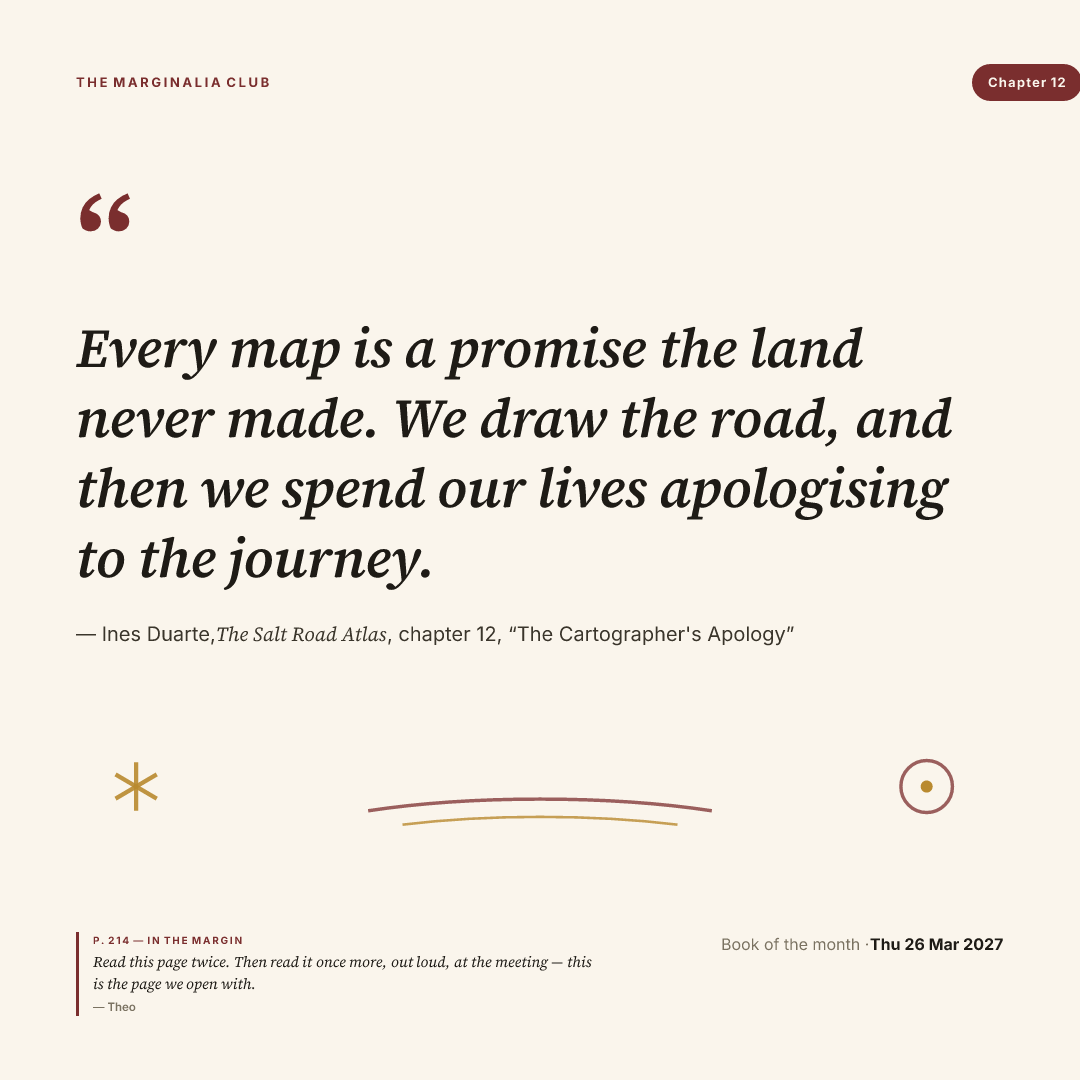 THE MARGINALIA CLUB
Chapter 12
“
Every map is a promise the land
never made. We draw the road, and
then we spend our lives apologising
to the journey.
— Ines Duarte,The Salt Road Atlas, chapter 12, “The Cartographer's Apology”
P. 214 — IN THE MARGIN
Read this page twice. Then read it once more, out loud, at the meeting — this
is the page we open with.
— Theo
Book of the month ·Thu 26 Mar 2027